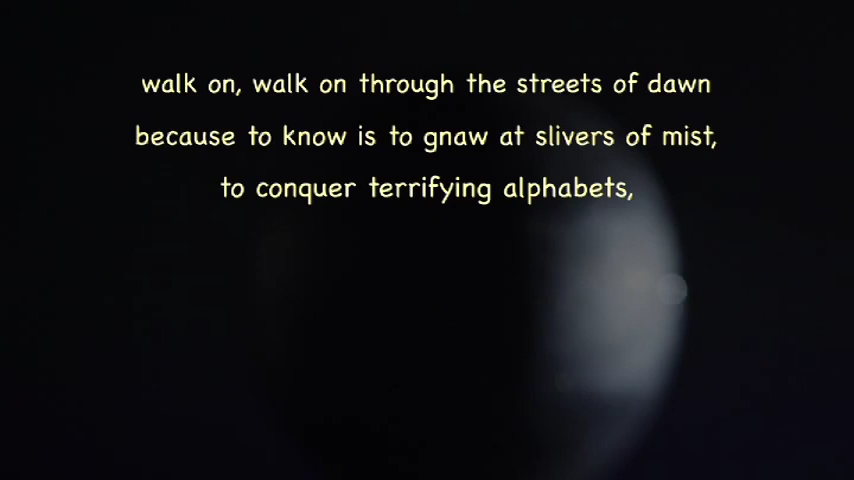 walk on, walk on through the streets of dawn
because to know is to gnaw at slivers of mist,
to conquer terrifying alphabets,